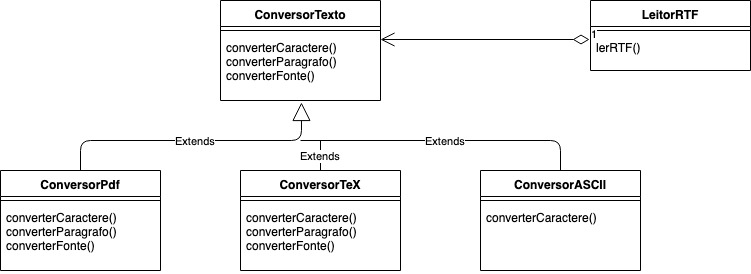 ConversorTexto
converterCaractere()
converterParagrafo()
converterFonte()
LeitorRTF
1
lerRTF()
Extends
Extends
Extends
ConversorPdf
converterCaractere()
converterParagrafo()
converterFonte()
ConversorTeX
converterCaractere()
converterParagrafo()
converterFonte()
ConversorASCII
converterCaractere()